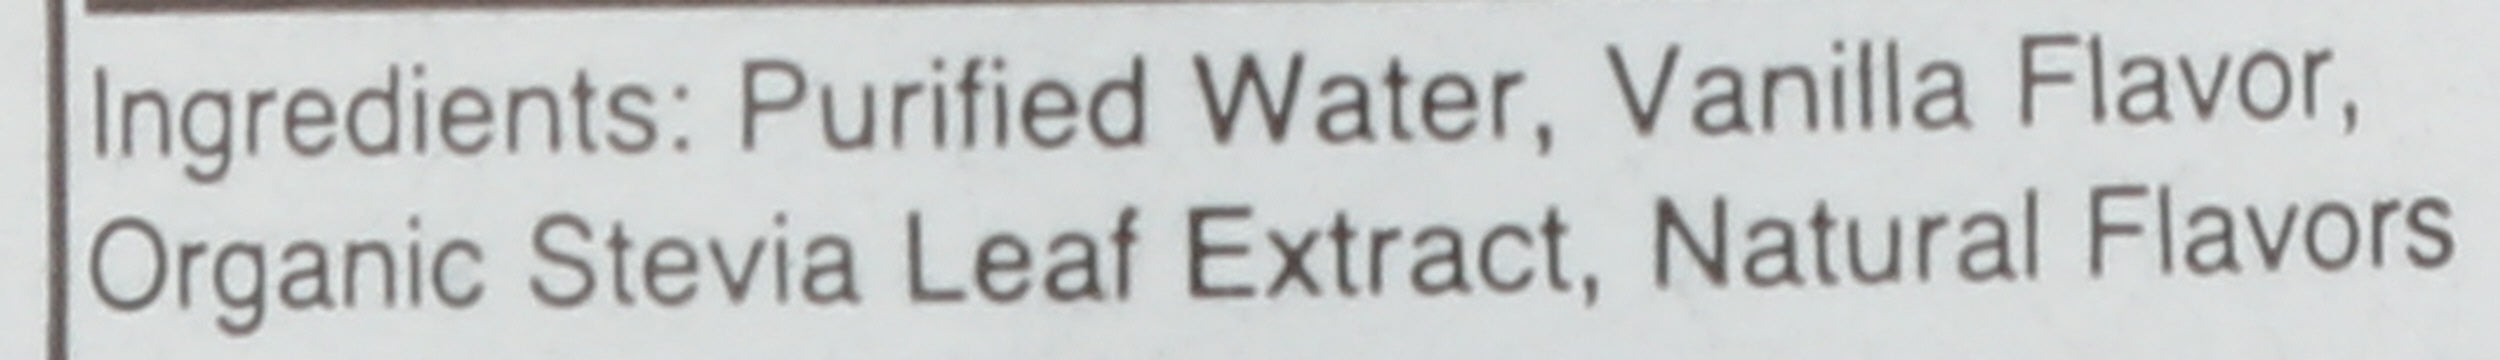 Ingredients: Purified Water, Vanilla Flavor,
Organic Stevia Leaf Extract, Natural Flavors